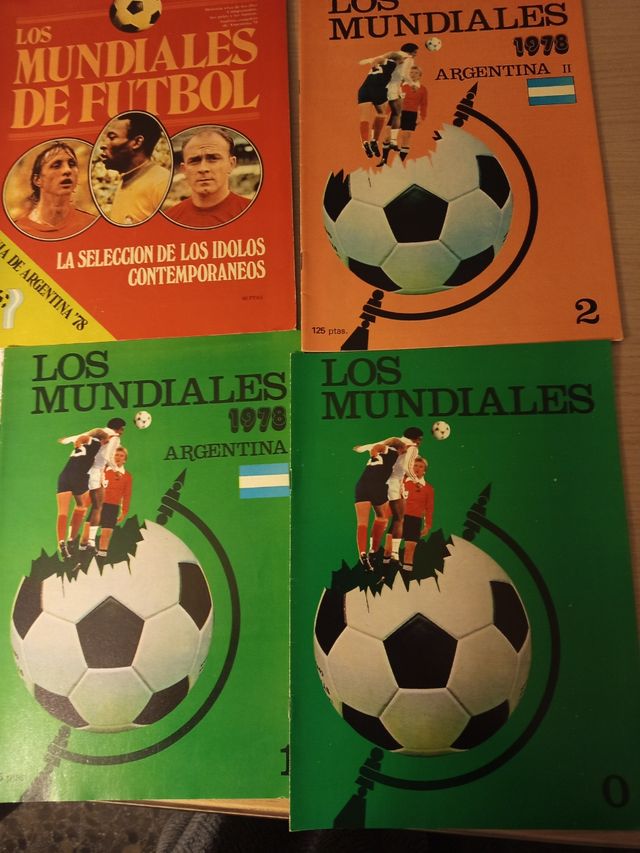 LOS
MUNDIALES
DE FUTBOL
LA SELECCION DE LOS IDOLOS
CONTEMPORANEOS
DE ARGENTINA '78
LOS
MUNDIALES
1978
ARGENTINA II
125 ptas.
2
LOS
MUNDIALES
1978
ARGENTINA
1
LOS
MUNDIALES
0